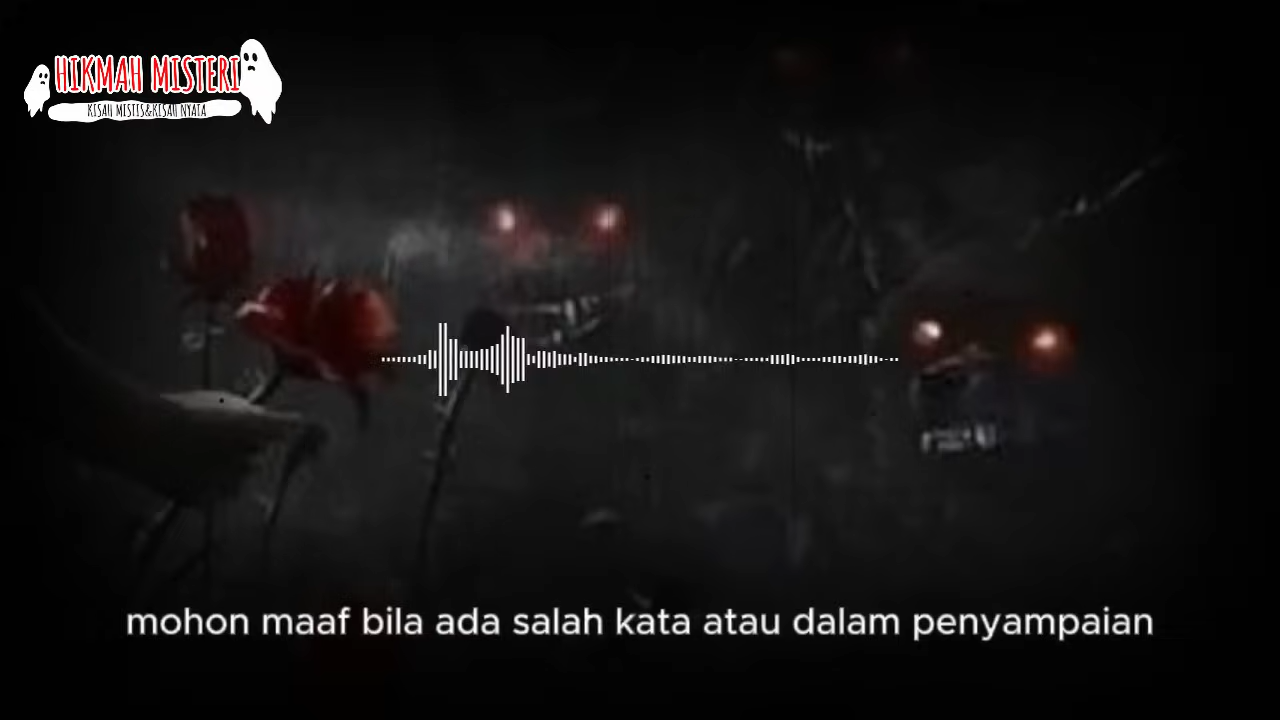 HIKMAH MISTERI
KISAH MISTIS&KISAH NYATA
mohon maaf bila ada salah kata atau dalam penyampaian